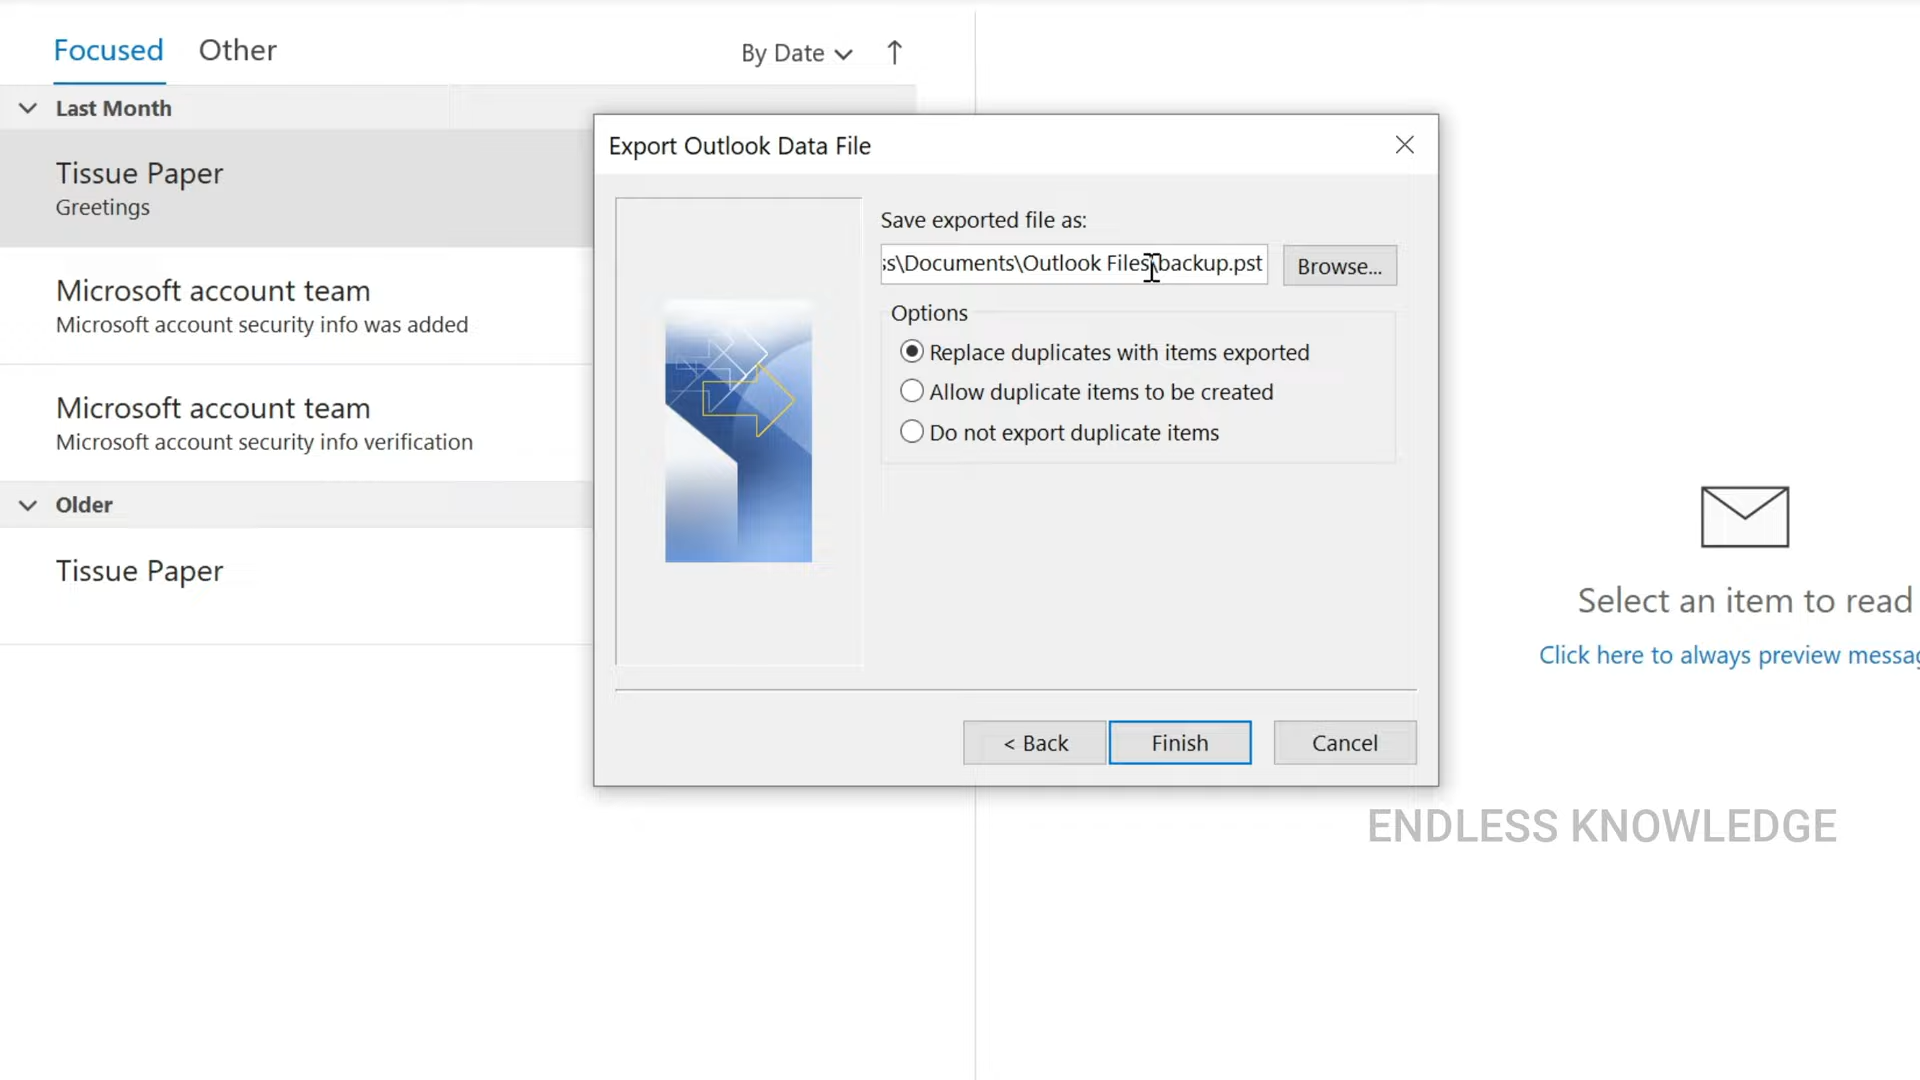 Focused Other By Date
Last Month
Tissue Paper
Greetings
Microsoft account team
Microsoft account security info was added
Microsoft account team
Microsoft account security info verification
Older
Tissue Paper
Export Outlook Data File
Save exported file as:
ss\Documents\Outlook Files\backup.pst Browse...
Options
Replace duplicates with items exported
Allow duplicate items to be created
Do not export duplicate items
< Back Finish Cancel
Select an item to read
Click here to always preview messag
ENDLESS KNOWLEDGE